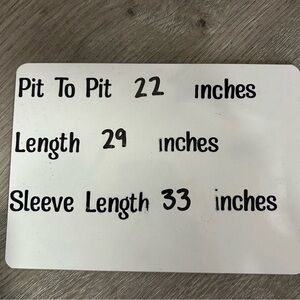 Pit To Pit 22 inches
Length 29 inches
Sleeve Length 33 inches